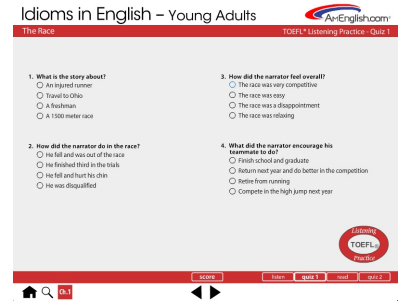 Idioms in English – Young Adults
AmEnglish.com®
The Race
TOEFL® Listening Practice - Quiz 1
1. What is the story about?
An injured runner
Travel to Ohio
A freshman
A 1500 meter race
2. How did the narrator do in the race?
He fell and was out of the race
He finished third in the trials
He fell and hurt his chin
He was disqualified
3. How did the narrator feel overall?
The race was very competitive
The race was easy
The race was a disappointment
The race was relaxing
4. What did the narrator encourage his
teammate to do?
Finish school and graduate
Return next year and do better in the competition
Retire from running
Compete in the high jump next year
Listening
TOEFL®
Practice
score
listen
quiz 1
read
quiz 2
Ch.1